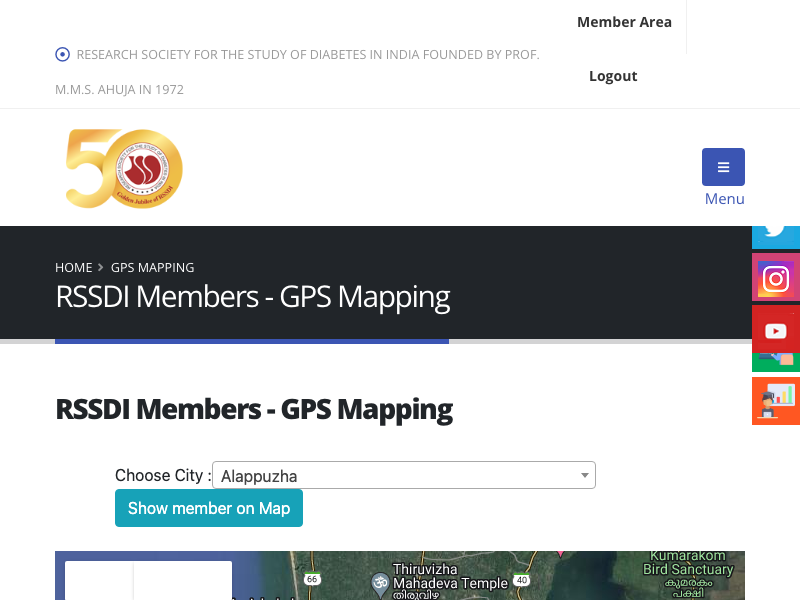 Member Area
RESEARCH SOCIETY FOR THE STUDY OF DIABETES IN INDIA FOUNDED BY PROF.
M.M.S. AHUJA IN 1972
Logout
50
Golden Jubilee of RSSDI
Menu
HOME > GPS MAPPING
RSSDI Members - GPS Mapping
RSSDI Members - GPS Mapping
Choose City : Alappuzha
Show member on Map
66
Thiruvizha
Mahadeva Temple
തിരുവിഴ
40
Kumarakom
Bird Sanctuary
കുമരകം
പക്ഷി